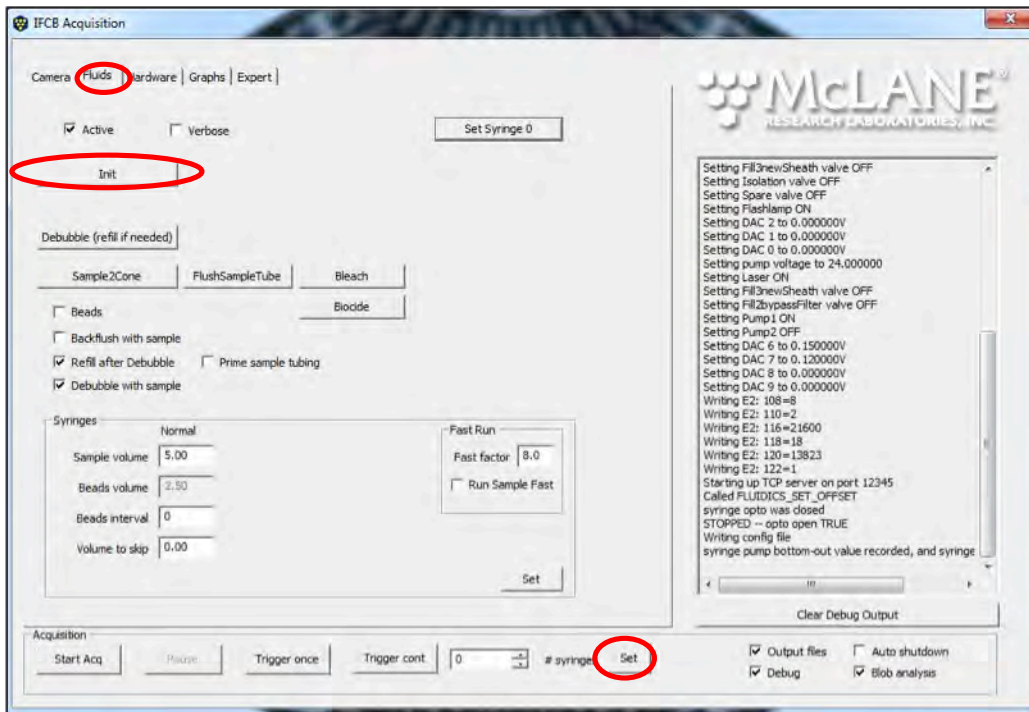 IFCB Acquisition
Camera Fluids Hardware Graphs Expert
Active Verbose Set Syringe 0
Init
Debubble (refill if needed)
Sample2Cone FlushSampleTube Bleach
Beads Biocide
Backflush with sample
Refill after Debubble Prime sample tubing
Debubble with sample
Syringes
Normal
Sample volume 5.00
Beads volume 2.50
Beads interval 0
Volume to skip 0.00
Fast Run
Fast factor 8.0
Run Sample Fast
Set
McLANE®
RESEARCH LABORATORIES, INC
Setting Fill3newSheath valve OFF
Setting Isolation valve OFF
Setting Spare valve OFF
Setting Flashlamp ON
Setting DAC 2 to 0.000000V
Setting DAC 1 to 0.000000V
Setting DAC 0 to 0.000000V
Setting pump voltage to 24.000000
Setting Laser ON
Setting Fill3newSheath valve OFF
Setting Fill2bypassFilter valve OFF
Setting Pump1 ON
Setting Pump2 OFF
Setting DAC 6 to 0.150000V
Setting DAC 7 to 0.120000V
Setting DAC 8 to 0.000000V
Setting DAC 9 to 0.000000V
Writing E2: 108=8
Writing E2: 110=2
Writing E2: 116=21600
Writing E2: 118=18
Writing E2: 120=13823
Writing E2: 122=1
Starting up TCP server on port 12345
Called FLUIDICS_SET_OFFSET
syringe opto was closed
STOPPED -- opto open TRUE
Writing config file
syringe pump bottom-out value recorded, and syringe
Clear Debug Output
Acquisition
Start Acq Pause Trigger once Trigger cont 0 # syringe Set
Output files Auto shutdown
Debug Blob analysis